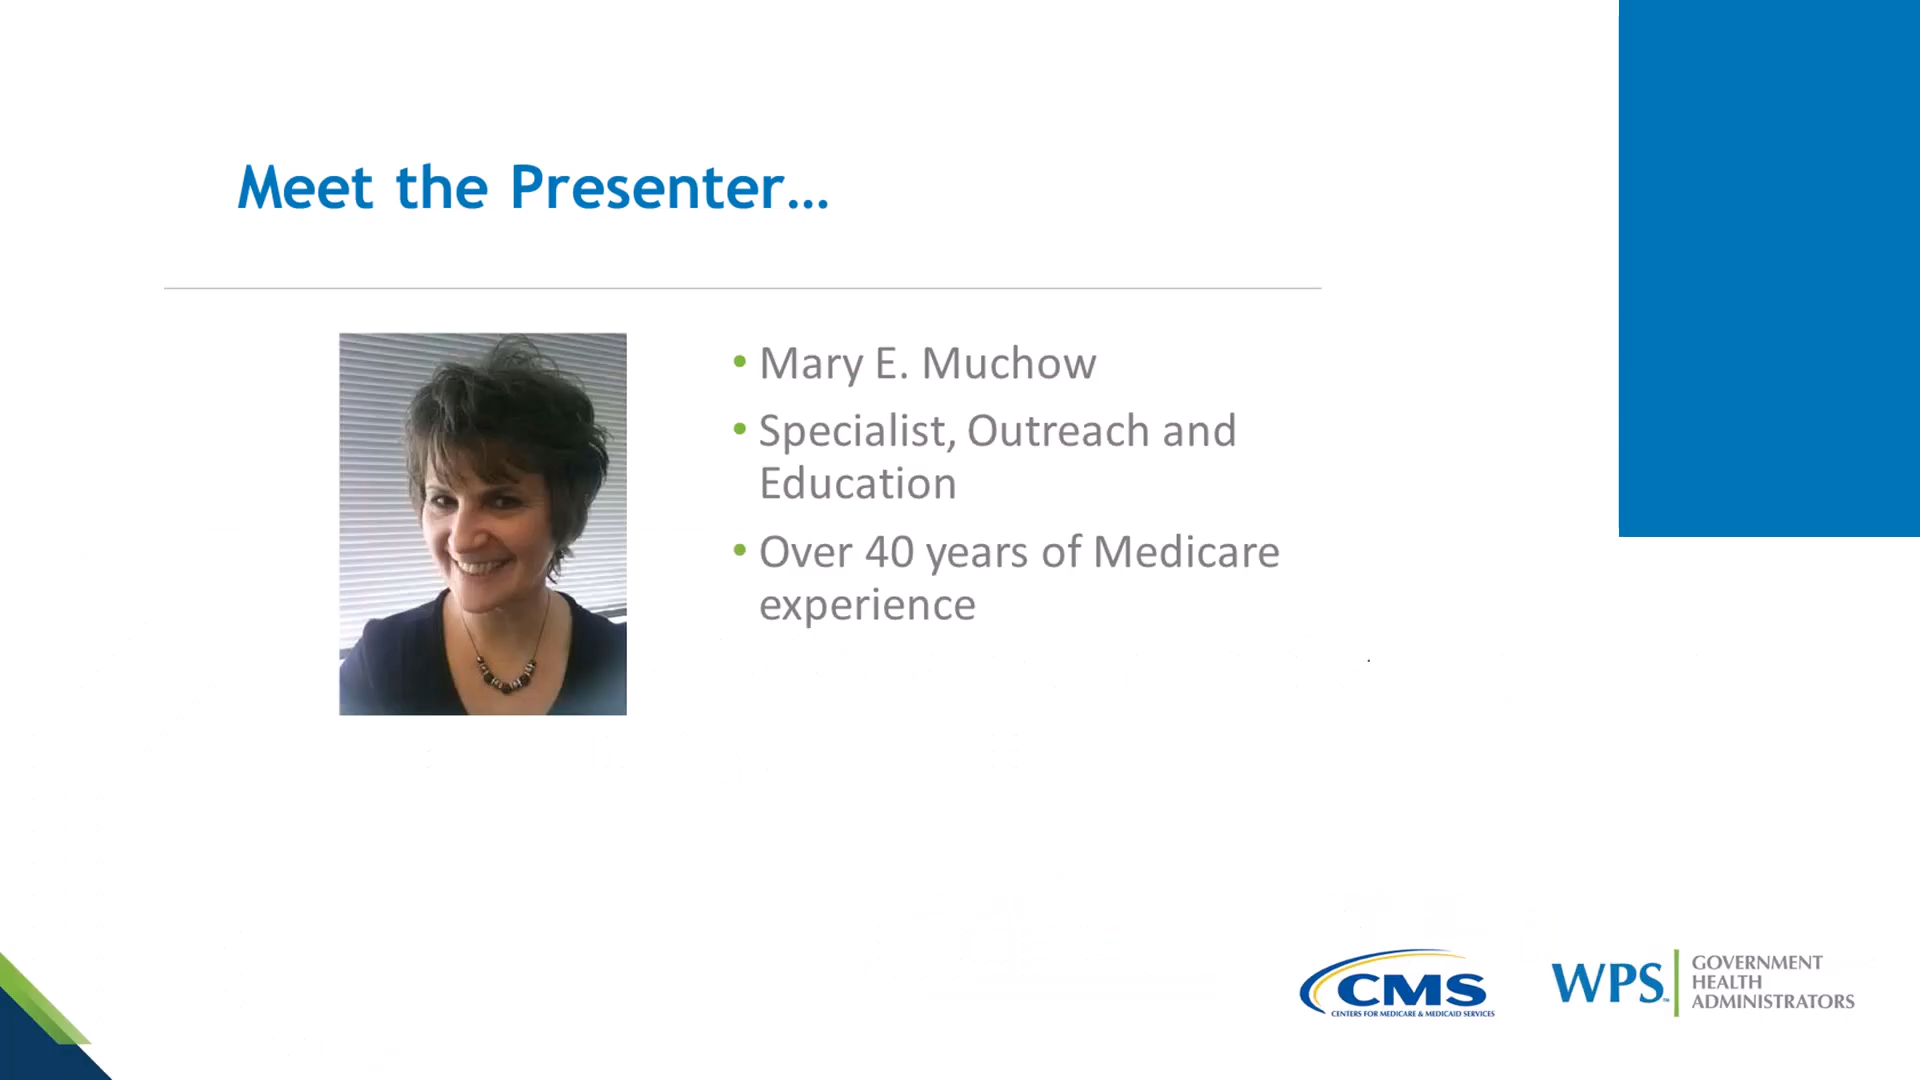 Meet the Presenter…
• Mary E. Muchow
• Specialist, Outreach and
Education
• Over 40 years of Medicare
experience
CMS
CENTERS FOR MEDICARE & MEDICAID SERVICES
WPS™
GOVERNMENT
HEALTH
ADMINISTRATORS